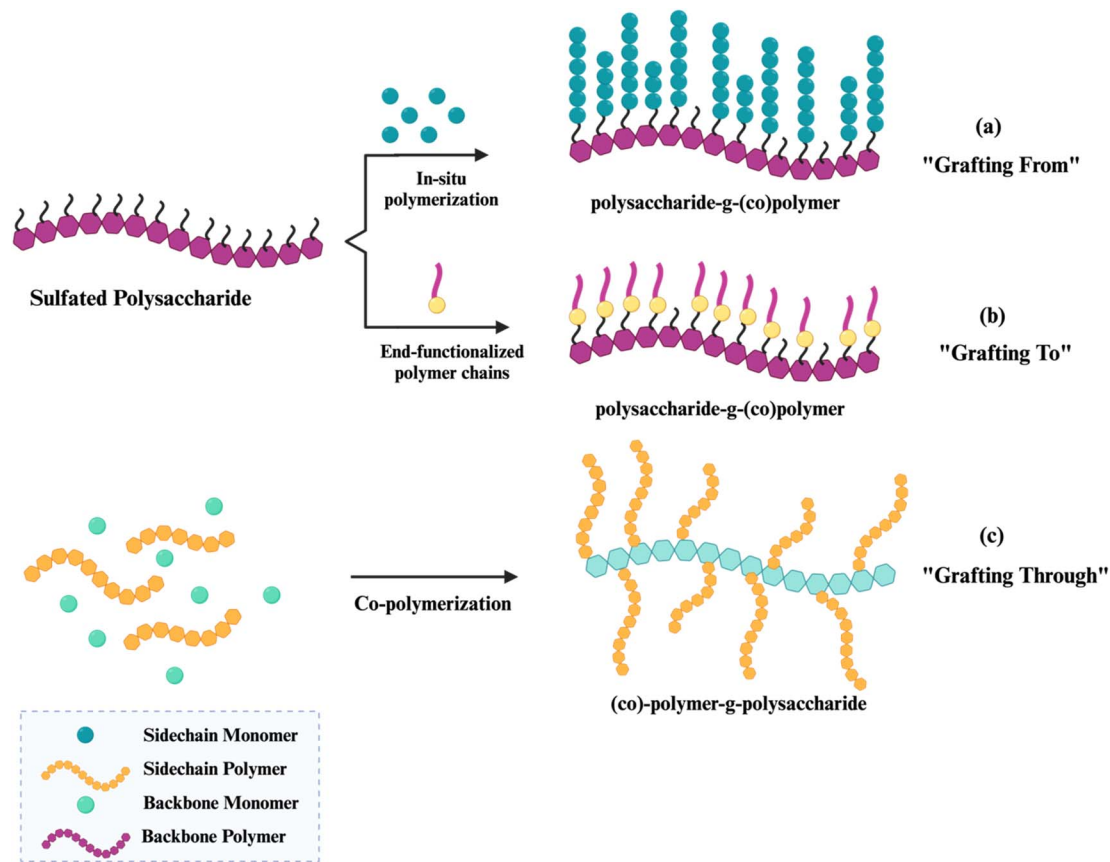 Sulfated Polysaccharide
In-situ
polymerization
End-functionalized
polymer chains
polysaccharide-g-(co)polymer
(a)
"Grafting From"
polysaccharide-g-(co)polymer
(b)
"Grafting To"
Co-polymerization
(co)-polymer-g-polysaccharide
(c)
"Grafting Through"
Sidechain Monomer
Sidechain Polymer
Backbone Monomer
Backbone Polymer